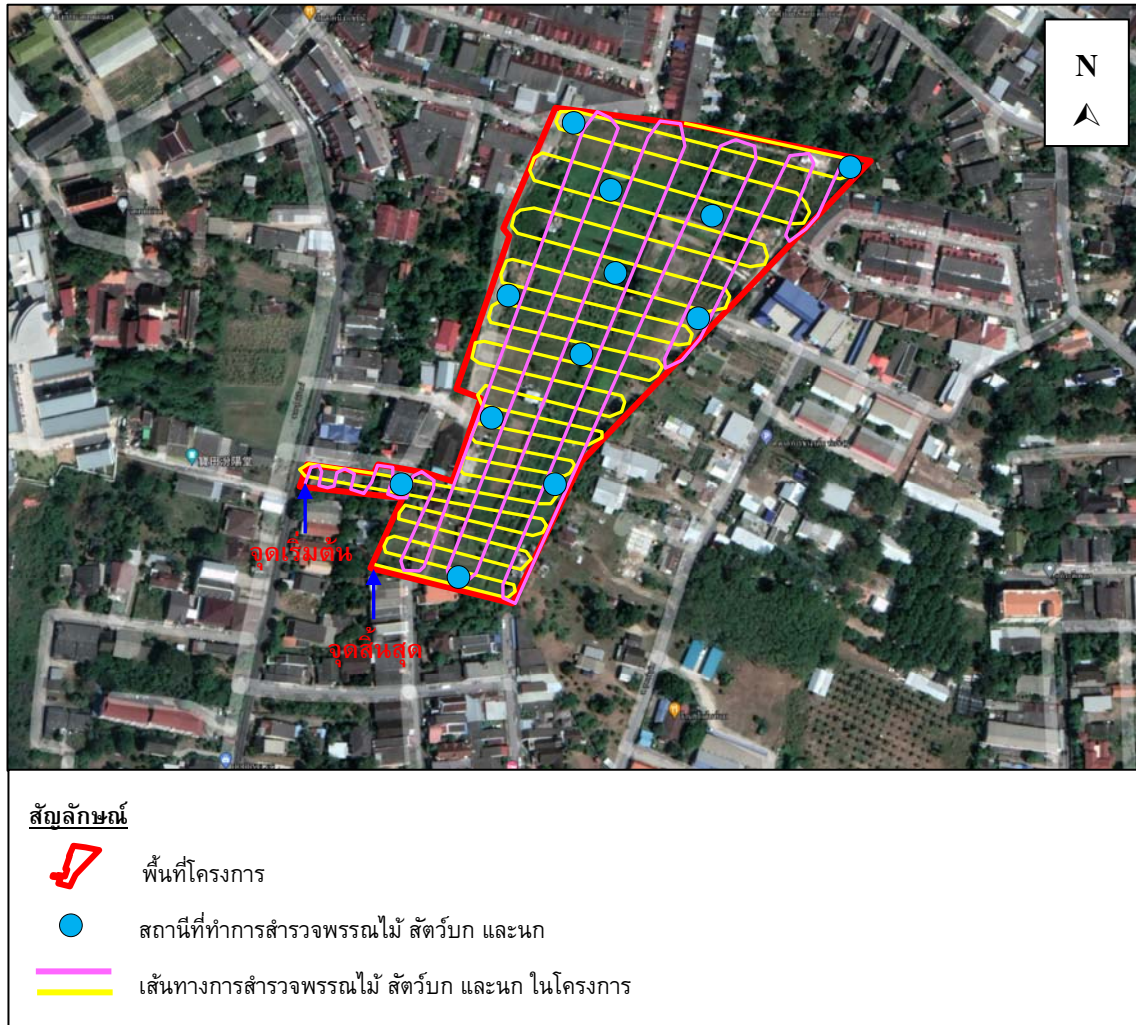 N
寶田汾陽堂
จุดเริ่มต้น
จุดสิ้นสุด
สัญลักษณ์
พื้นที่โครงการ
สถานีที่ทำการสำรวจพรรณไม้ สัตว์บก และนก
เส้นทางการสำรวจพรรณไม้ สัตว์บก และนก ในโครงการ